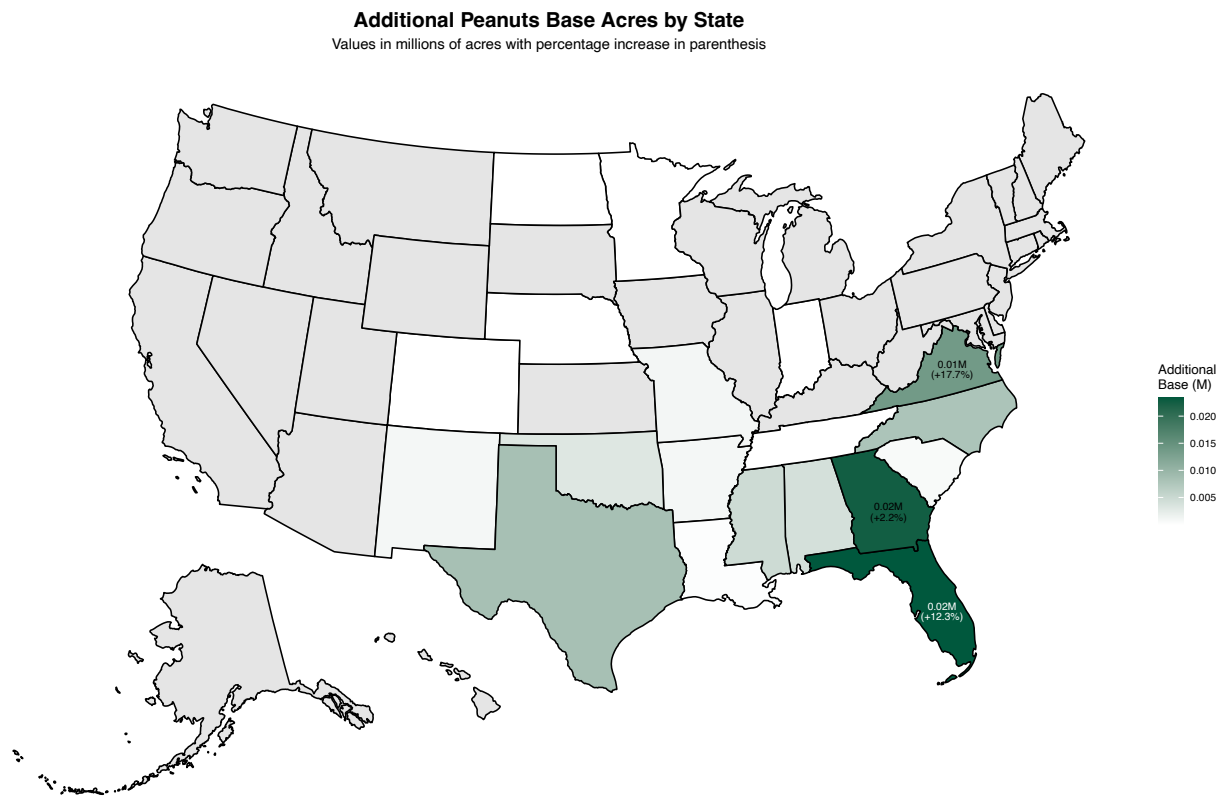 Additional Peanuts Base Acres by State
Values in millions of acres with percentage increase in parenthesis
0.01M
(+17.7%)
0.02M
(+2.2%)
0.02M
(+12.3%)
Additional
Base (M)
0.020
0.015
0.010
0.005